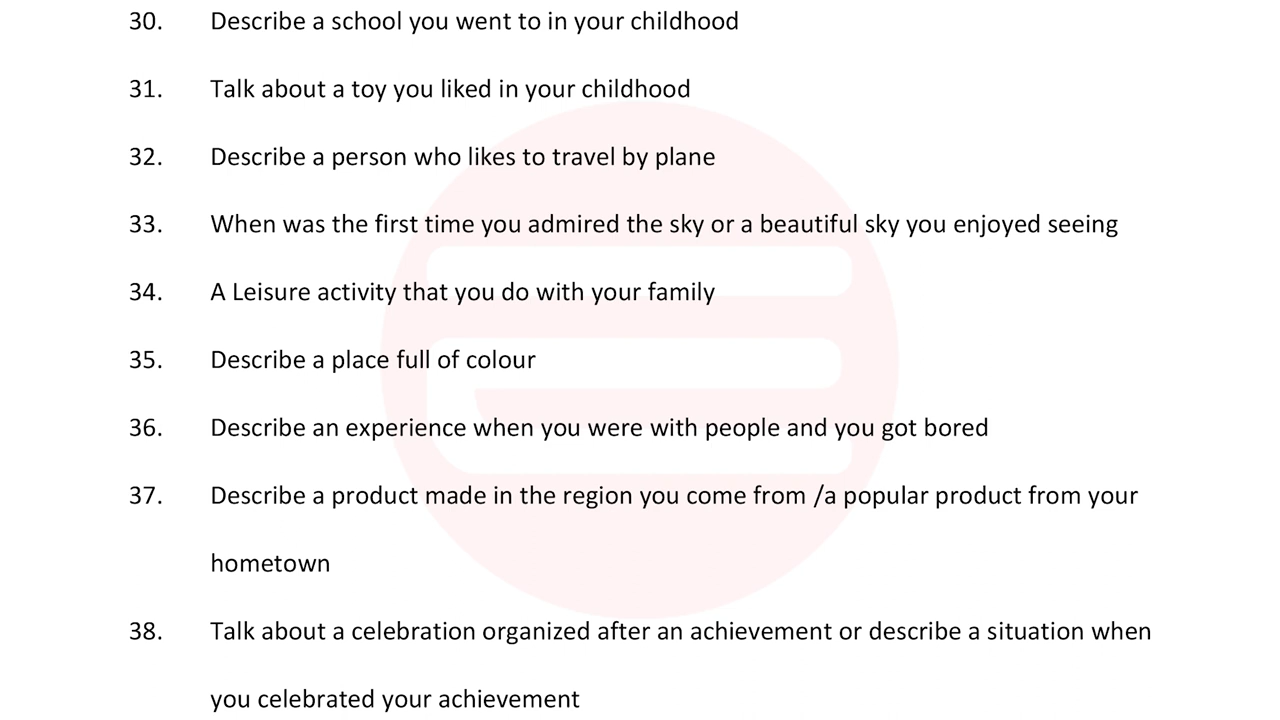 30. Describe a school you went to in your childhood
31. Talk about a toy you liked in your childhood
32. Describe a person who likes to travel by plane
33. When was the first time you admired the sky or a beautiful sky you enjoyed seeing
34. A Leisure activity that you do with your family
35. Describe a place full of colour
36. Describe an experience when you were with people and you got bored
37. Describe a product made in the region you come from /a popular product from your
hometown
38. Talk about a celebration organized after an achievement or describe a situation when
you celebrated your achievement